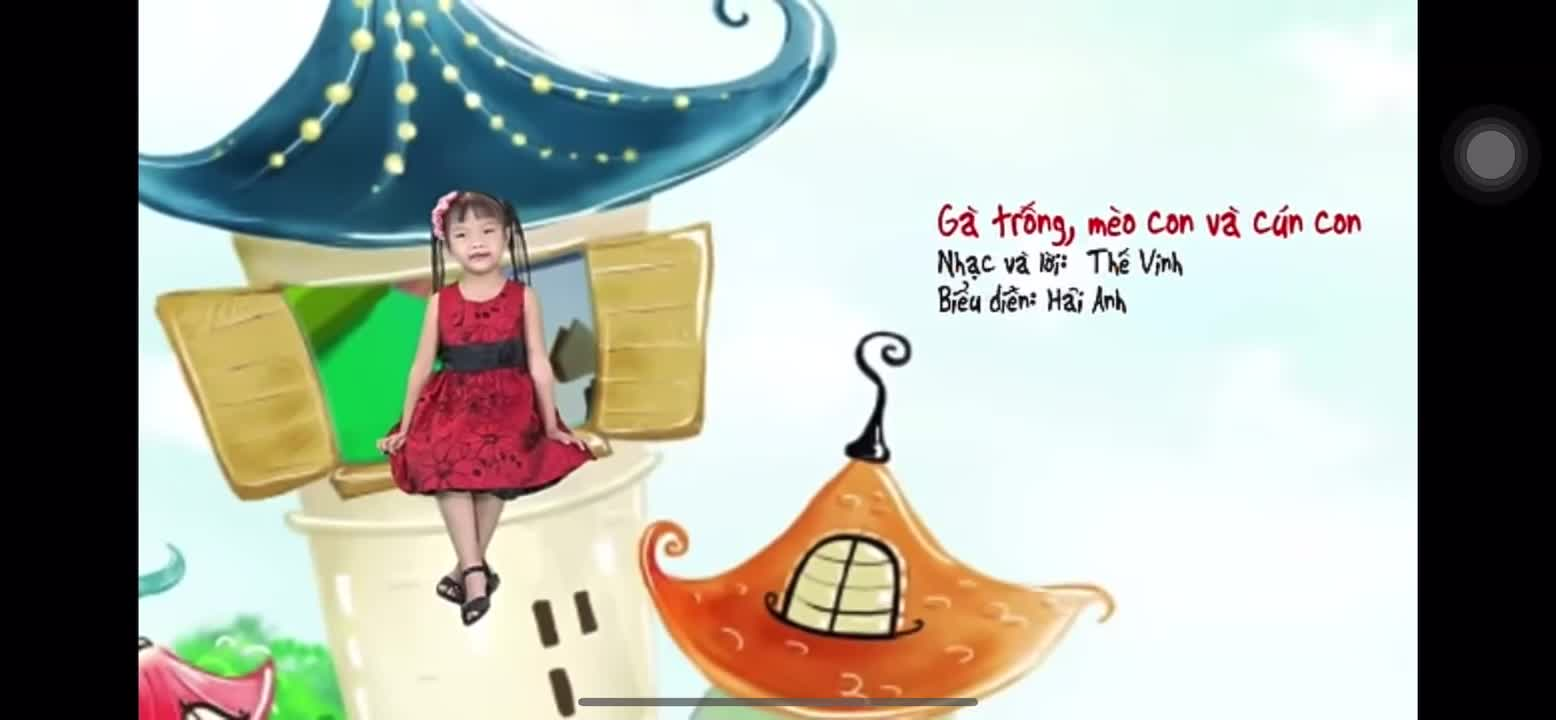 Gà trống, mèo con và cún con
Nhạc và lời: Thế Vinh
Biểu diễn: Hải Anh